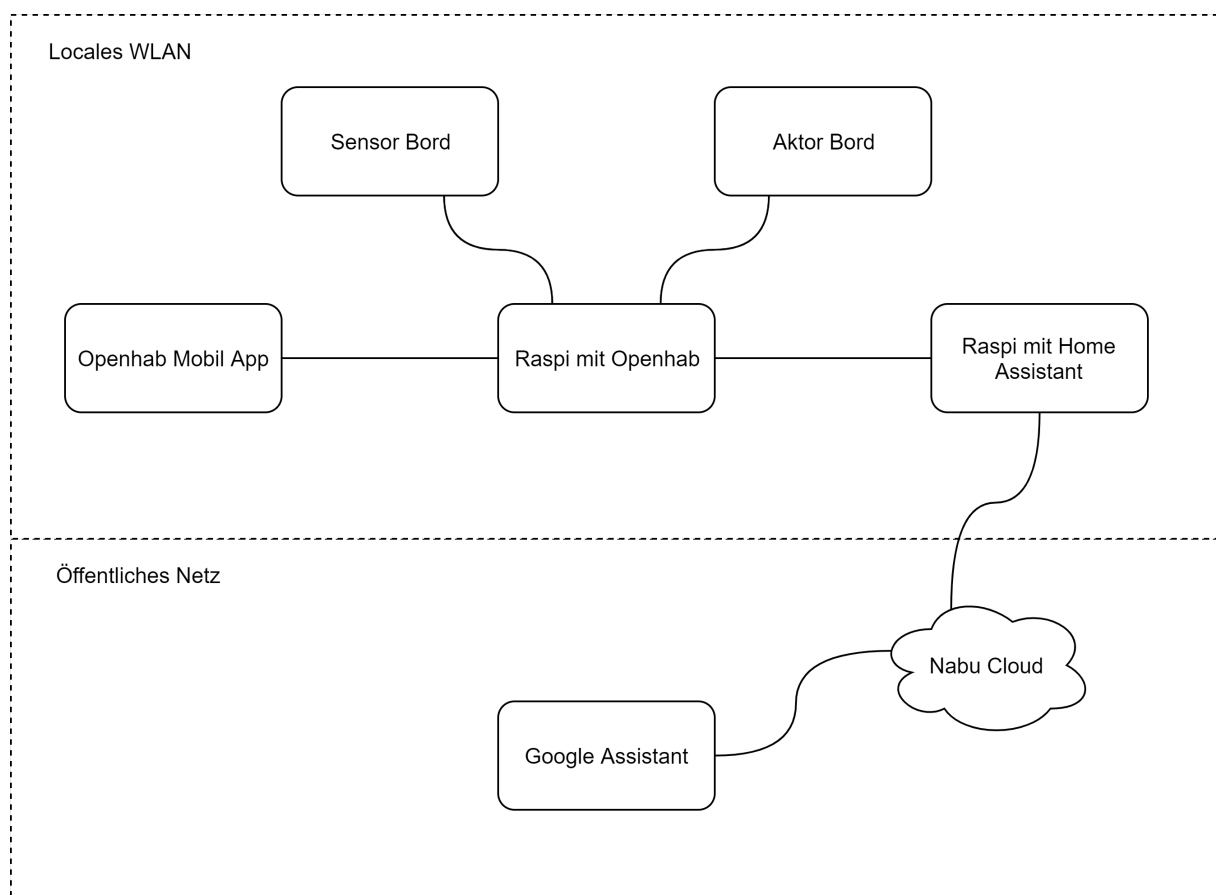 Locales WLAN
Sensor Bord
Aktor Bord
Openhab Mobil App
Raspi mit Openhab
Raspi mit Home
Assistant
Öffentliches Netz
Nabu Cloud
Google Assistant